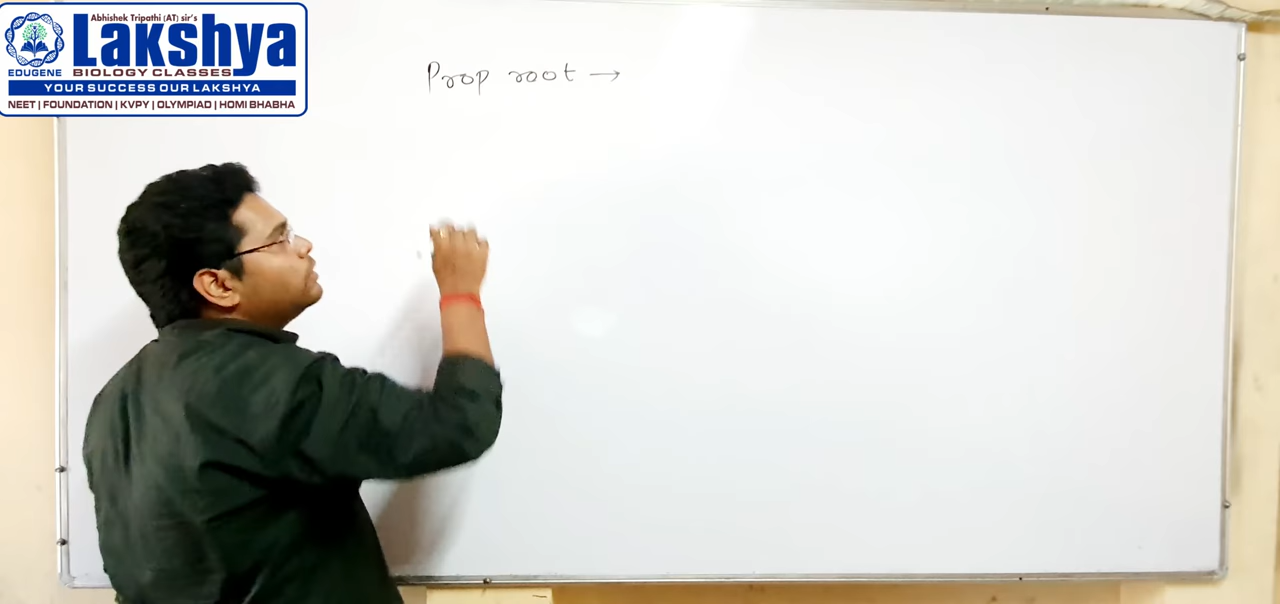 Abhishek Tripathi (AT) sir's
Lakshya
EDUGENE BIOLOGY CLASSES
YOUR SUCCESS OUR LAKSHYA
NEET | FOUNDATION | KVPY | OLYMPIAD | HOMI BHABHA
Prop root →